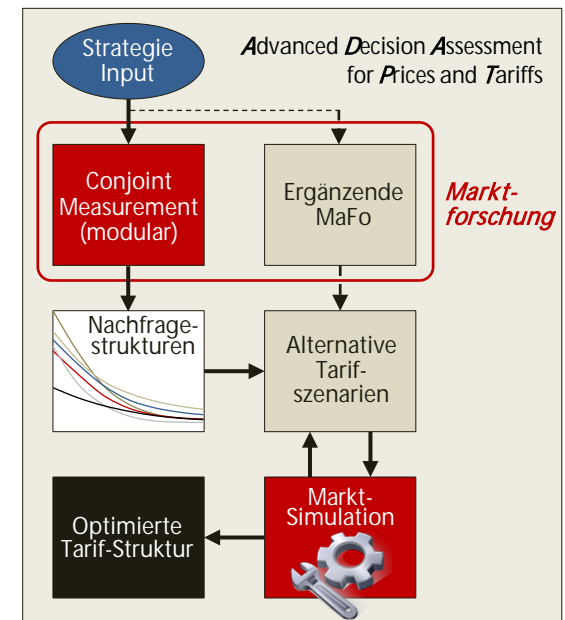 Strategie
Input
Advanced Decision Assessment
for Prices and Tariffs
Conjoint
Measurement
(modular)
Ergänzende
MaFo
Markt-
forschung
Nachfrage-
strukturen
Alternative
Tarif-
szenarien
Optimierte
Tarif-Struktur
Markt-
Simulation